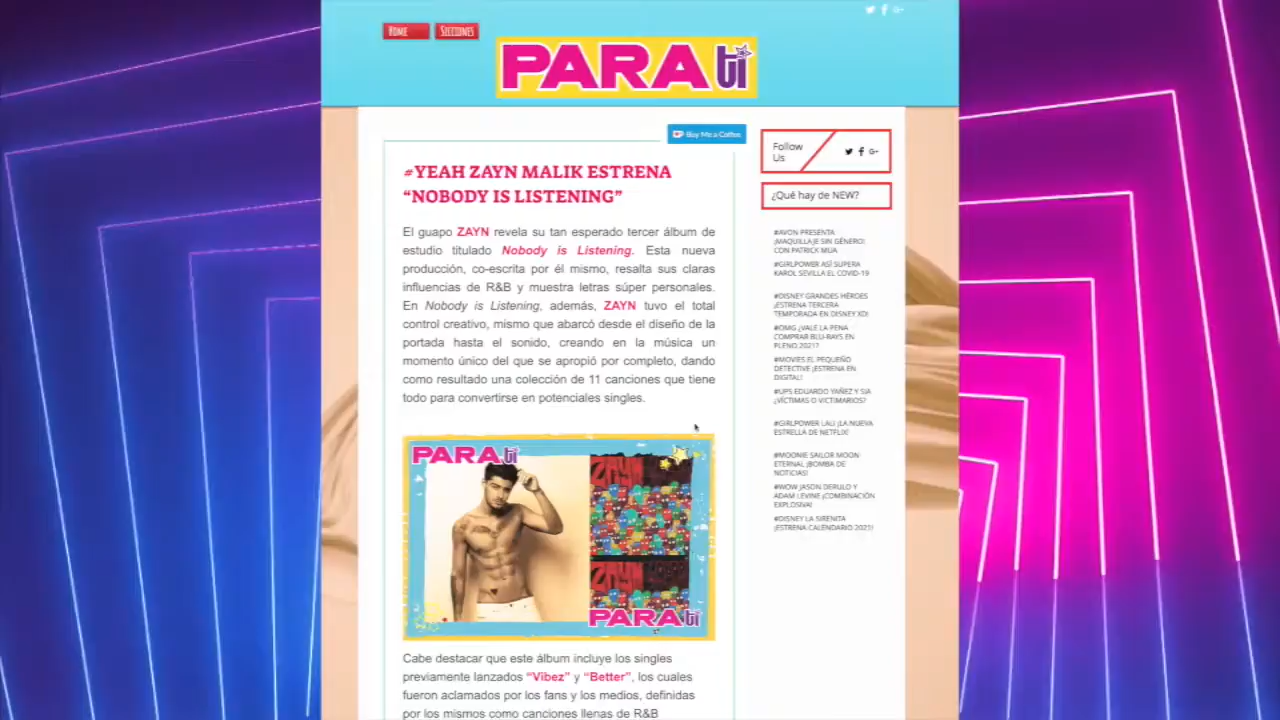 Home
Secciones
PARA ti
Buy Me a Coffee
#YEAH ZAYN MALIK ESTRENA
“NOBODY IS LISTENING”
El guapo ZAYN revela su tan esperado tercer álbum de
estudio titulado Nobody is Listening. Esta nueva
producción, co-escrita por él mismo, resalta sus claras
influencias de R&B y muestra letras súper personales.
En Nobody is Listening, además, ZAYN tuvo el total
control creativo, mismo que abarcó desde el diseño de la
portada hasta el sonido, creando en la música un
momento único del que se apropió por completo, dando
como resultado una colección de 11 canciones que tiene
todo para convertirse en potenciales singles.
PARA ti
ZAYN
ZAYN
PARA ti
Cabe destacar que este álbum incluye los singles
previamente lanzados “Vibez” y “Better”, los cuales
fueron aclamados por los fans y los medios, definidas
por los mismos como canciones llenas de R&B
Follow
Us
¿Qué hay de NEW?
#AVON PRESENTA
¡MAQUILLAJE SIN GÉNERO!
CON PATRICK MUA
#GIRLPOWER ASÍ SUPERA
KAROL SEVILLA EL COVID-19
#DISNEY GRANDES HÉROES
¡ESTRENA TERCERA
TEMPORADA EN DISNEY XD!
#OMG ¿VALE LA PENA
COMPRAR BLU-RAYS EN
PLENO 2021?
#MOVIES EL PEQUEÑO
DETECTIVE ¡ESTRENA EN
DIGITAL!
#UPS EDUARDO YAÑEZ Y SIA
¿VÍCTIMAS O VICTIMARIOS?
#GIRLPOWER LALI ¡LA NUEVA
ESTRELLA DE NETFLIX!
#MOONIE SAILOR MOON
ETERNAL ¡BOMBA DE
NOTICIAS!
#WOW JASON DERULO Y
ADAM LEVINE ¡COMBINACIÓN
EXPLOSIVA!
#DISNEY LA SIRENITA
¡ESTRENA CALENDARIO 2021!